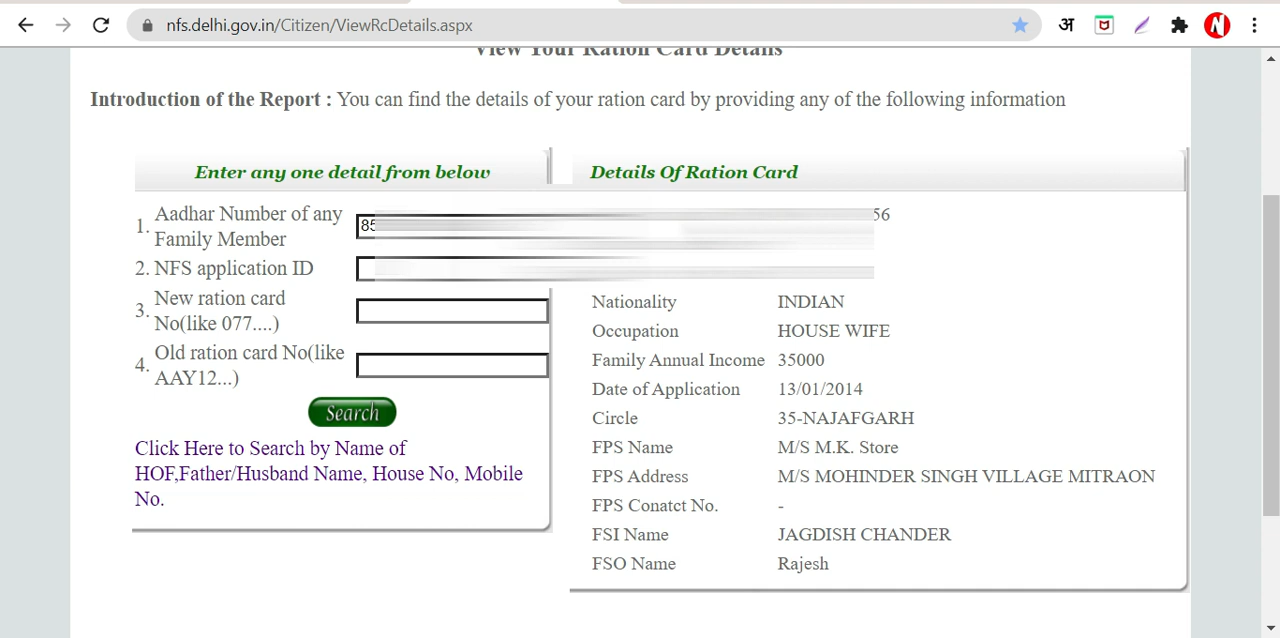 nfs.delhi.gov.in/Citizen/ViewRcDetails.aspx
अ
N
View Your Ration Card Details
Introduction of the Report : You can find the details of your ration card by providing any of the following information
Enter any one detail from below
1. Aadhar Number of any
Family Member
85
2. NFS application ID
3. New ration card
No(like 077....)
4. Old ration card No(like
AAY12...)
Search
Click Here to Search by Name of
HOF,Father/Husband Name, House No, Mobile
No.
Details Of Ration Card
56
Nationality INDIAN
Occupation HOUSE WIFE
Family Annual Income 35000
Date of Application 13/01/2014
Circle 35-NAJAFGARH
FPS Name M/S M.K. Store
FPS Address M/S MOHINDER SINGH VILLAGE MITRAON
FPS Conatct No. -
FSI Name JAGDISH CHANDER
FSO Name Rajesh